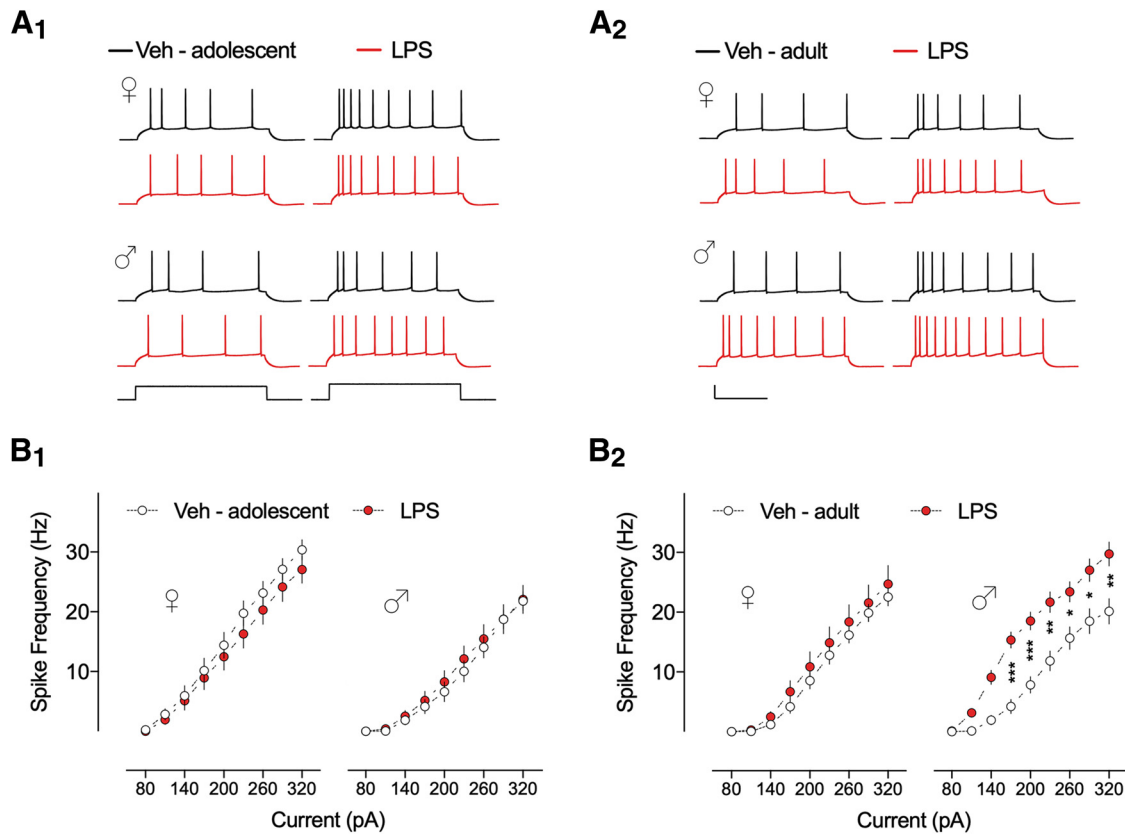 A1
Veh - adolescent LPS
♀
♂
A2
Veh - adult LPS
♀
♂
B1
Veh - adolescent LPS
Spike Frequency (Hz)
30
20
10
♀ ♂
80 140 200 260 320 80 140 200 260 320
Current (pA)
B2
Veh - adult LPS
Spike Frequency (Hz)
30
20
10
♀ ♂
*** *** ** * * **
80 140 200 260 320 80 140 200 260 320
Current (pA)